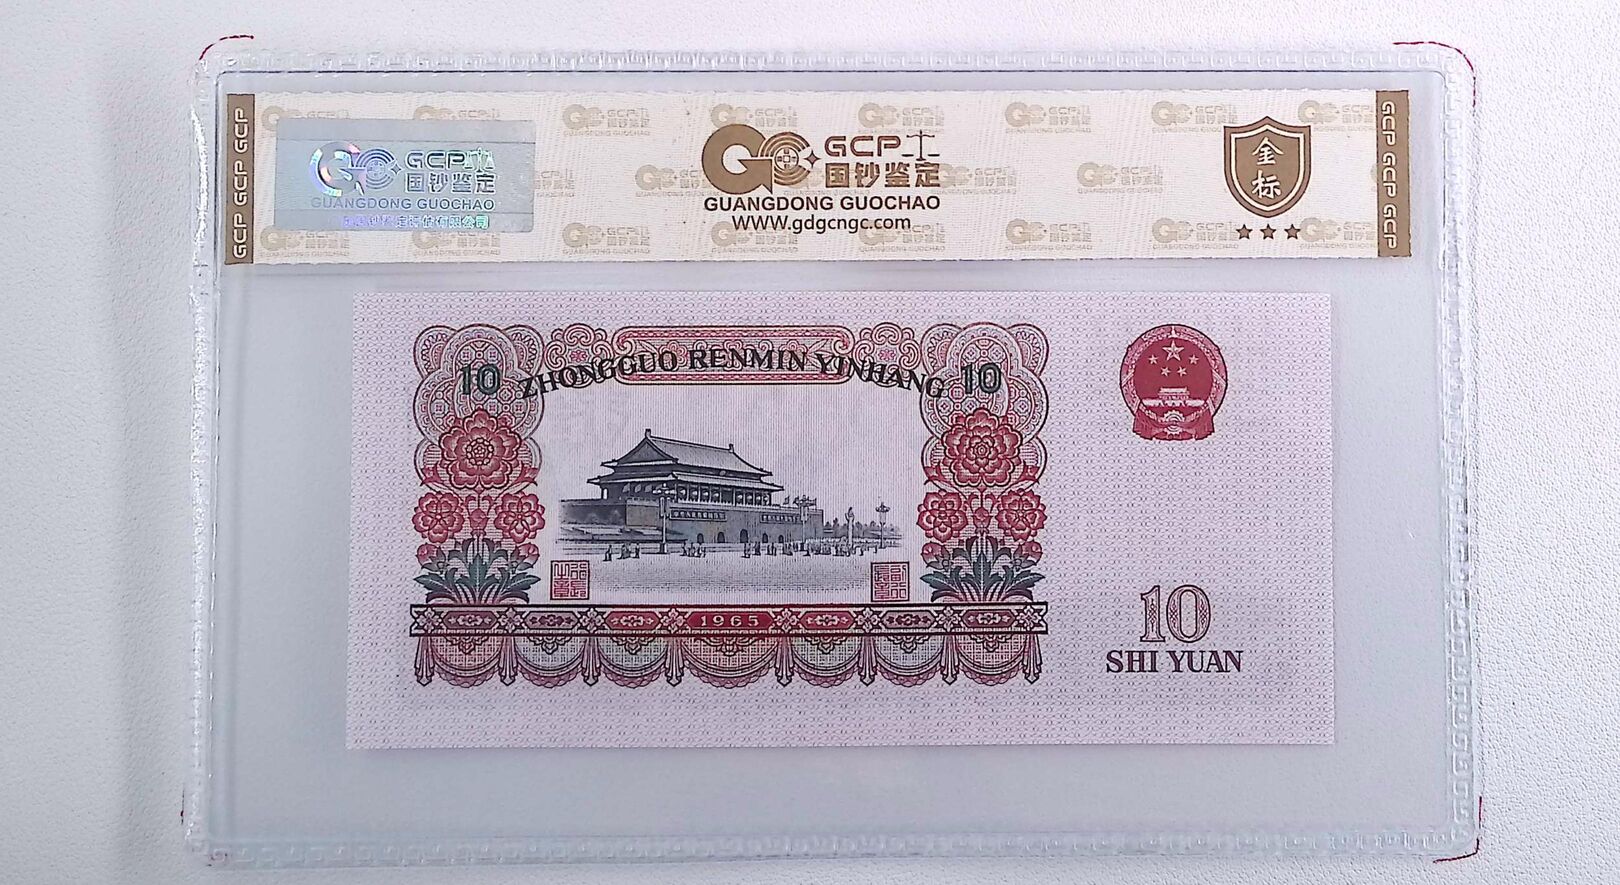 GCP GCP GCP
GCP
国钞鉴定
GUANGDONG GUOCHAO
GCP
国钞鉴定
GUANGDONG GUOCHAO
WWW.gdgcngc.com
金标
GCP GCP GCP
10 ZHONGGUO RENMIN YINHANG 10
1965
10
SHI YUAN